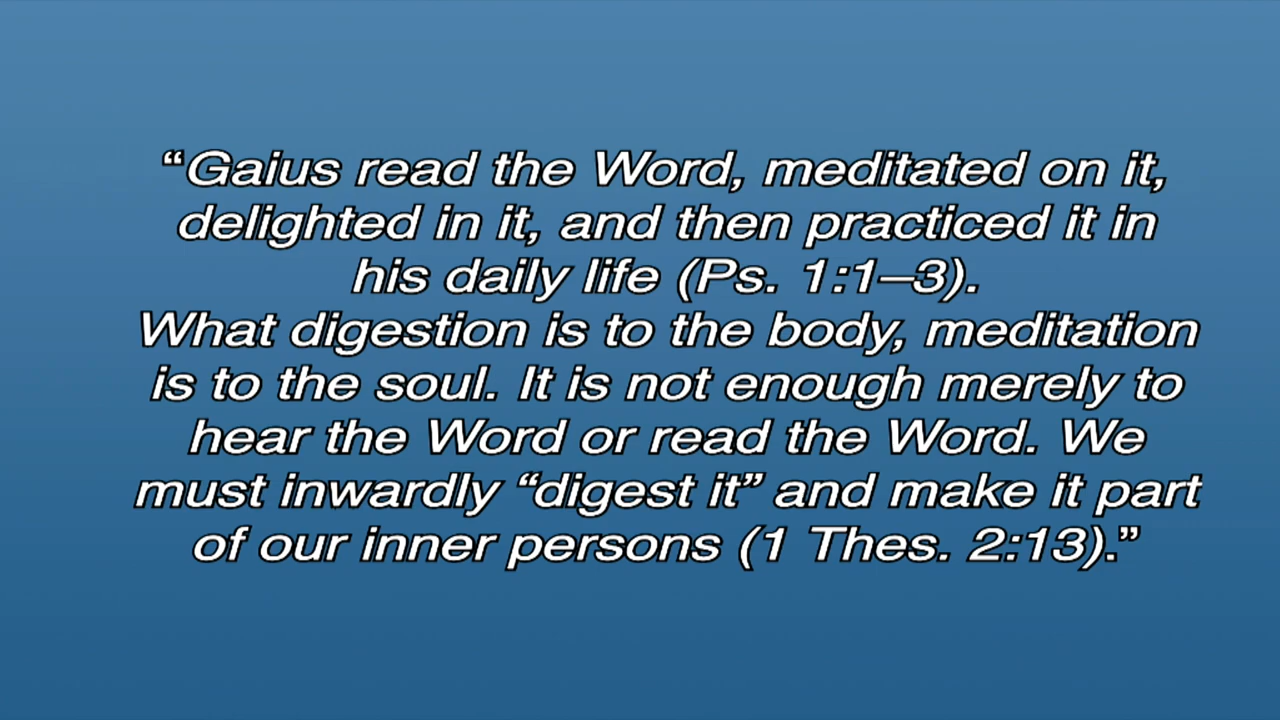 “Gaius read the Word, meditated on it,
delighted in it, and then practiced it in
his daily life (Ps. 1:1–3).
What digestion is to the body, meditation
is to the soul. It is not enough merely to
hear the Word or read the Word. We
must inwardly “digest it” and make it part
of our inner persons (1 Thes. 2:13).”